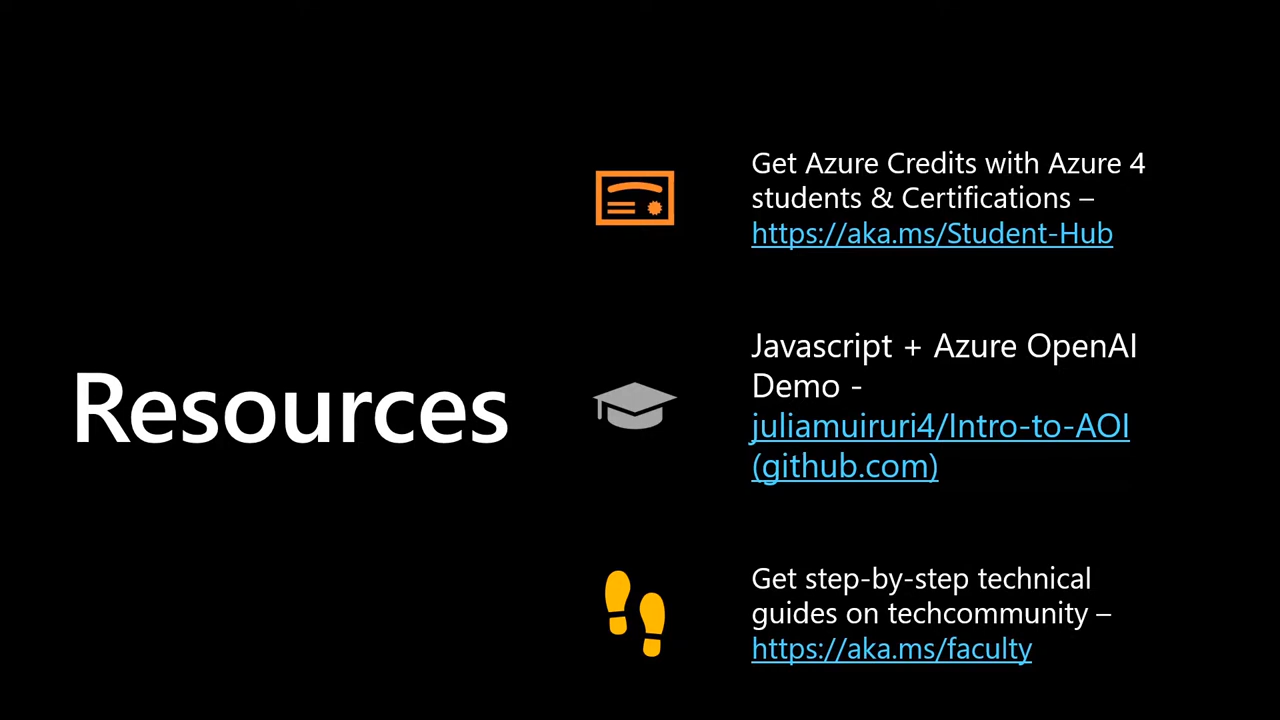 Resources
Get Azure Credits with Azure 4
students & Certifications –
https://aka.ms/Student-Hub
Javascript + Azure OpenAI
Demo -
juliamuiruri4/Intro-to-AOI
(github.com)
Get step-by-step technical
guides on techcommunity –
https://aka.ms/faculty